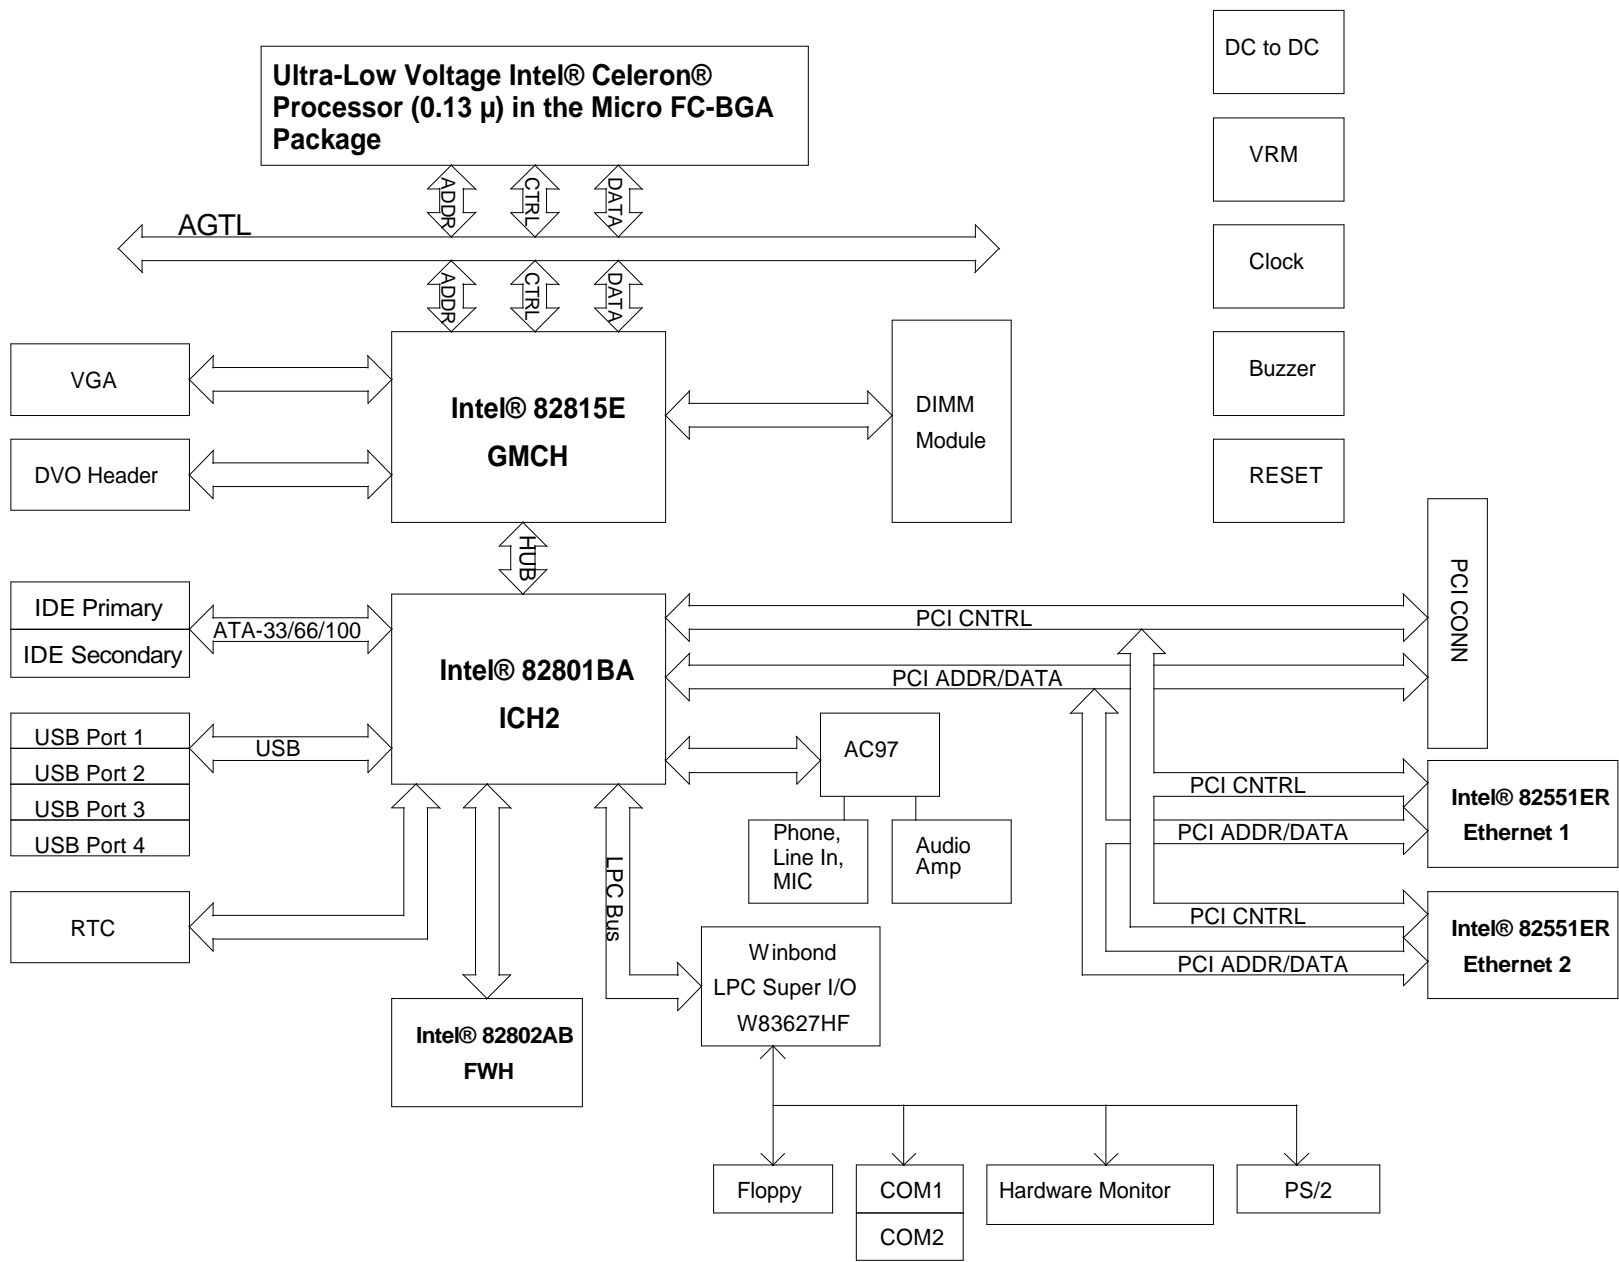 Ultra-Low Voltage Intel® Celeron®
Processor (0.13 µ) in the Micro FC-BGA
Package
DC to DC
VRM
Clock
Buzzer
RESET
ADDR
CTRL
DATA
AGTL
ADDR
CTRL
DATA
VGA
DVO Header
Intel® 82815E
GMCH
DIMM
Module
HUB
IDE Primary
IDE Secondary
ATA-33/66/100
Intel® 82801BA
ICH2
PCI CNTRL
PCI ADDR/DATA
PCI CONN
USB Port 1
USB Port 2
USB Port 3
USB Port 4
USB
AC97
Phone,
Line In,
MIC
Audio
Amp
PCI CNTRL
PCI ADDR/DATA
Intel® 82551ER
Ethernet 1
PCI CNTRL
PCI ADDR/DATA
Intel® 82551ER
Ethernet 2
RTC
LPC Bus
Winbond
LPC Super I/O
W83627HF
Intel® 82802AB
FWH
Floppy
COM1
COM2
Hardware Monitor
PS/2